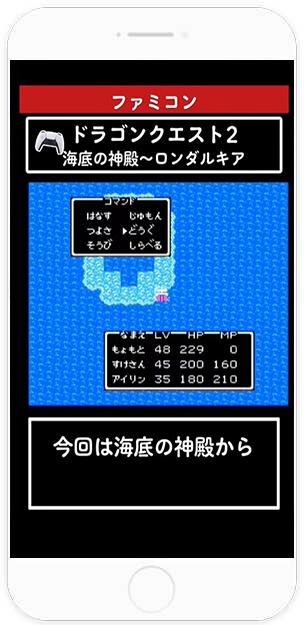 ファミコン
ドラゴンクエスト2
海底の神殿〜ロンダルキア
コマンド
はなす じゅもん
つよさ ▶どうぐ
そうび しらべる
なまえ LV HP MP
もょもと 48 229 0
すけさん 45 200 160
アイリン 35 180 210
今回は海底の神殿から